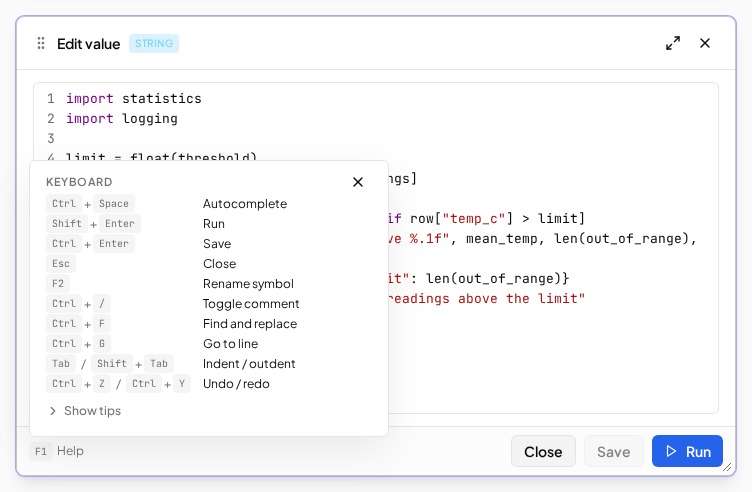 Edit value STRING
1 import statistics
2 import logging
3
4 limit = float(threshold)
ngs]
if row["temp_c"] > limit]
ve %.1f", mean_temp, len(out_of_range),
it": len(out_of_range)}
readings above the limit"
KEYBOARD
Ctrl + Space Autocomplete
Shift + Enter Run
Ctrl + Enter Save
Esc Close
F2 Rename symbol
Ctrl + / Toggle comment
Ctrl + F Find and replace
Ctrl + G Go to line
Tab / Shift + Tab Indent / outdent
Ctrl + Z / Ctrl + Y Undo / redo
Show tips
F1 Help
Close Save Run